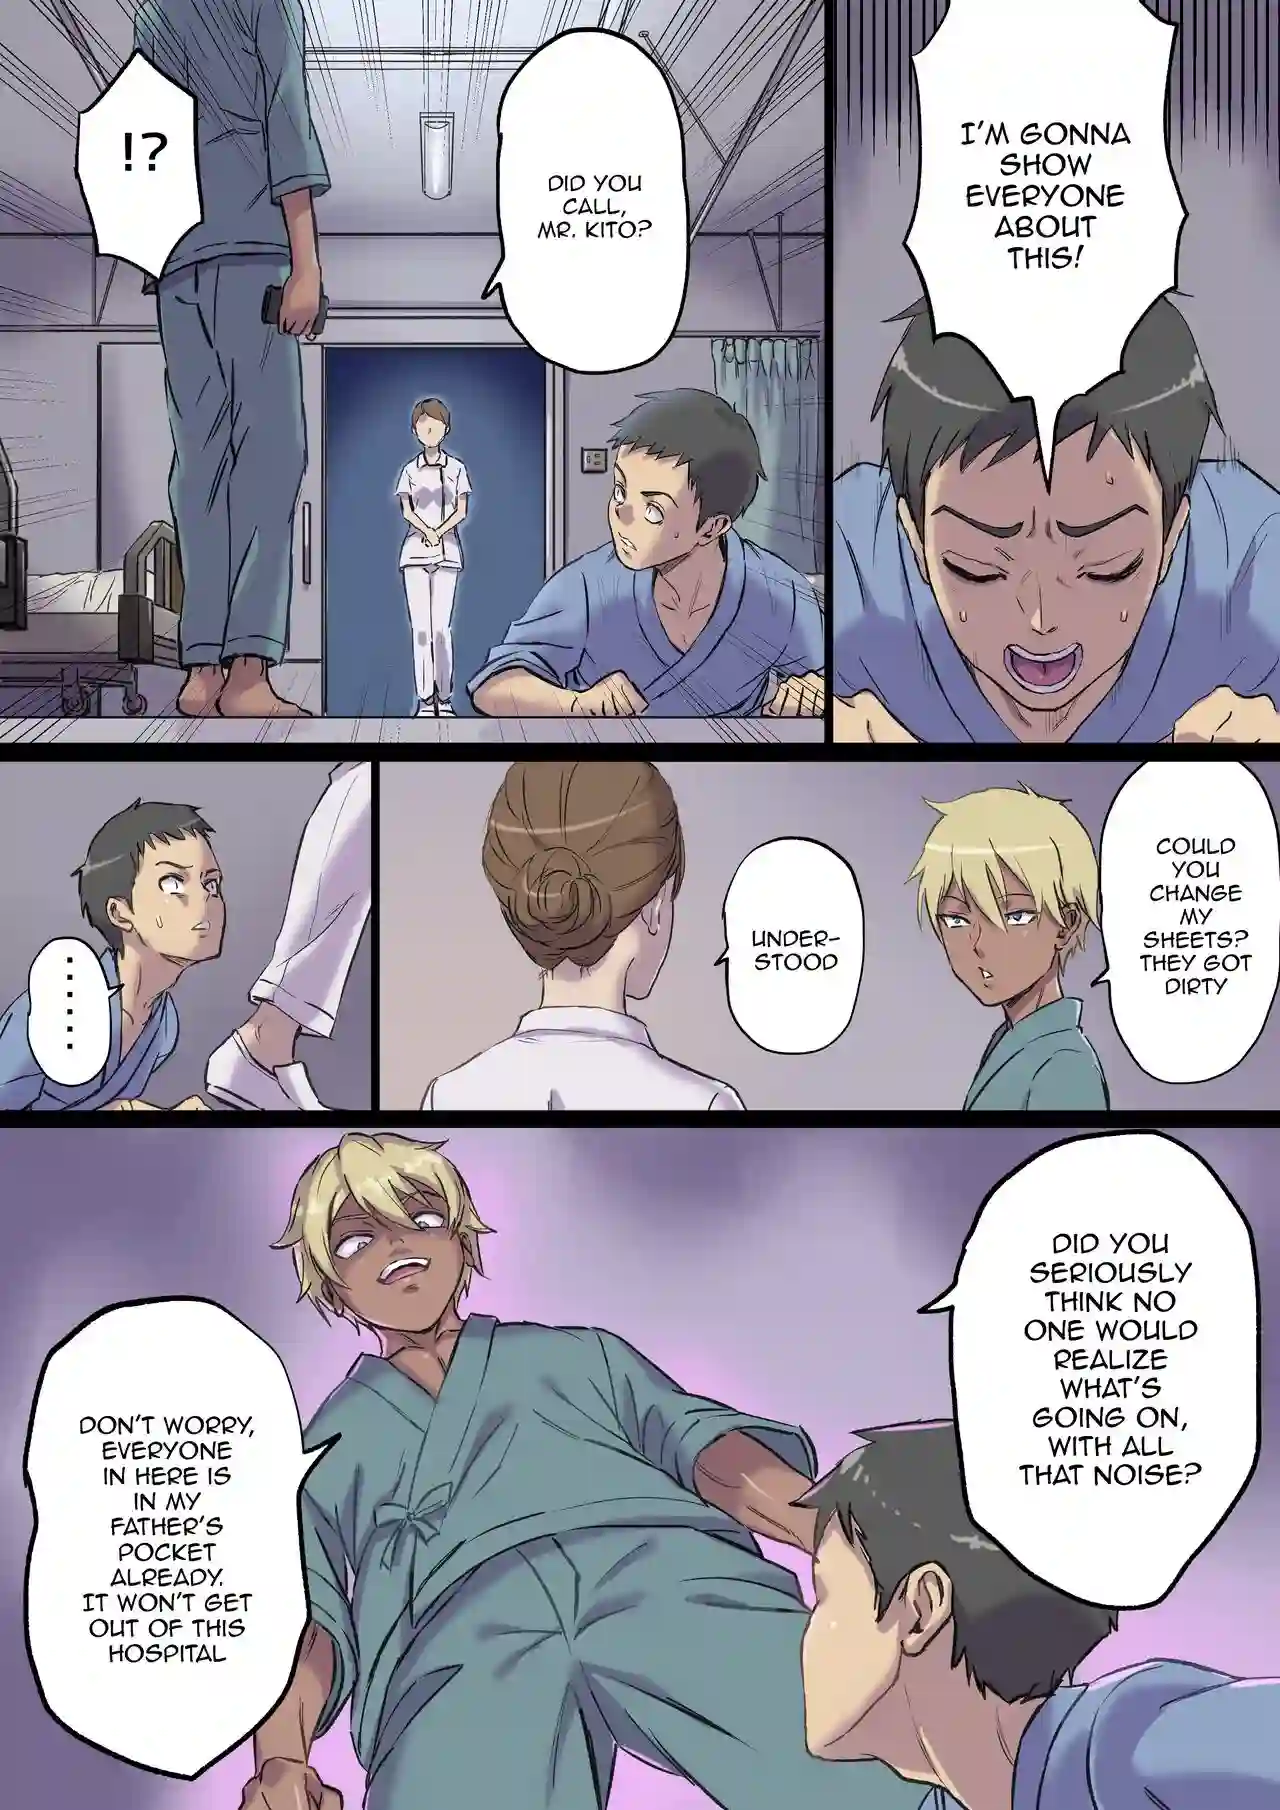 I'M GONNA
SHOW
EVERYONE
ABOUT
THIS!
DID YOU
CALL,
MR. KITO?
!?
COULD
YOU
CHANGE
MY
SHEETS?
THEY GOT
DIRTY
UNDER-
STOOD
......
DID YOU
SERIOUSLY
THINK NO
ONE WOULD
REALIZE
WHAT'S
GOING ON,
WITH ALL
THAT NOISE?
DON'T WORRY,
EVERYONE
IN HERE IS
IN MY
FATHER'S
POCKET
ALREADY.
IT WON'T GET
OUT OF THIS
HOSPITAL